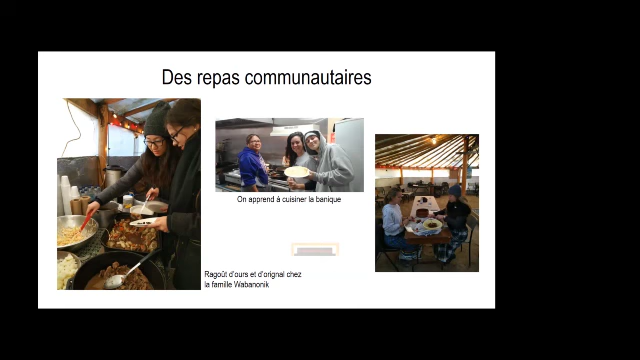 Des repas communautaires
On apprend à cuisiner la banique
Ragoût d'ours et d'orignal chez
la famille Wabanonik